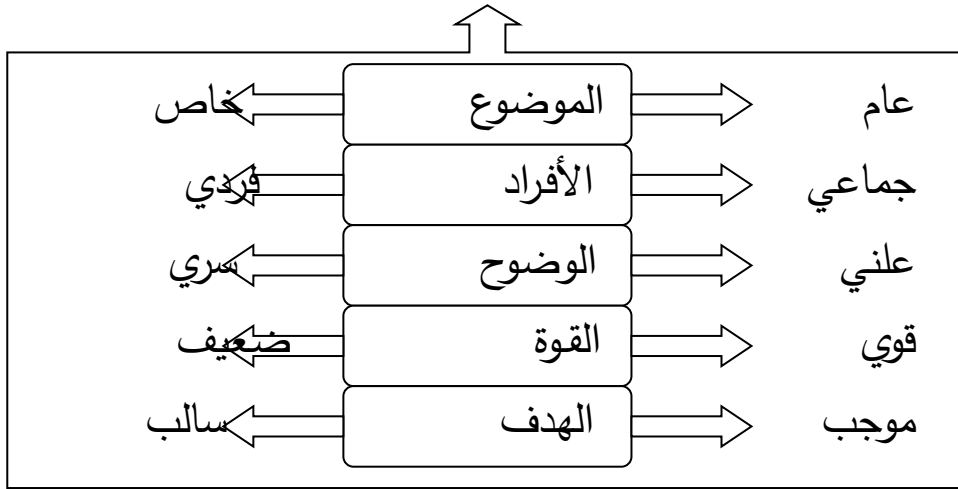 عام الموضوع خاص
جماعي الأفراد فردي
علني الوضوح سري
قوي القوة ضعيف
موجب الهدف سالب